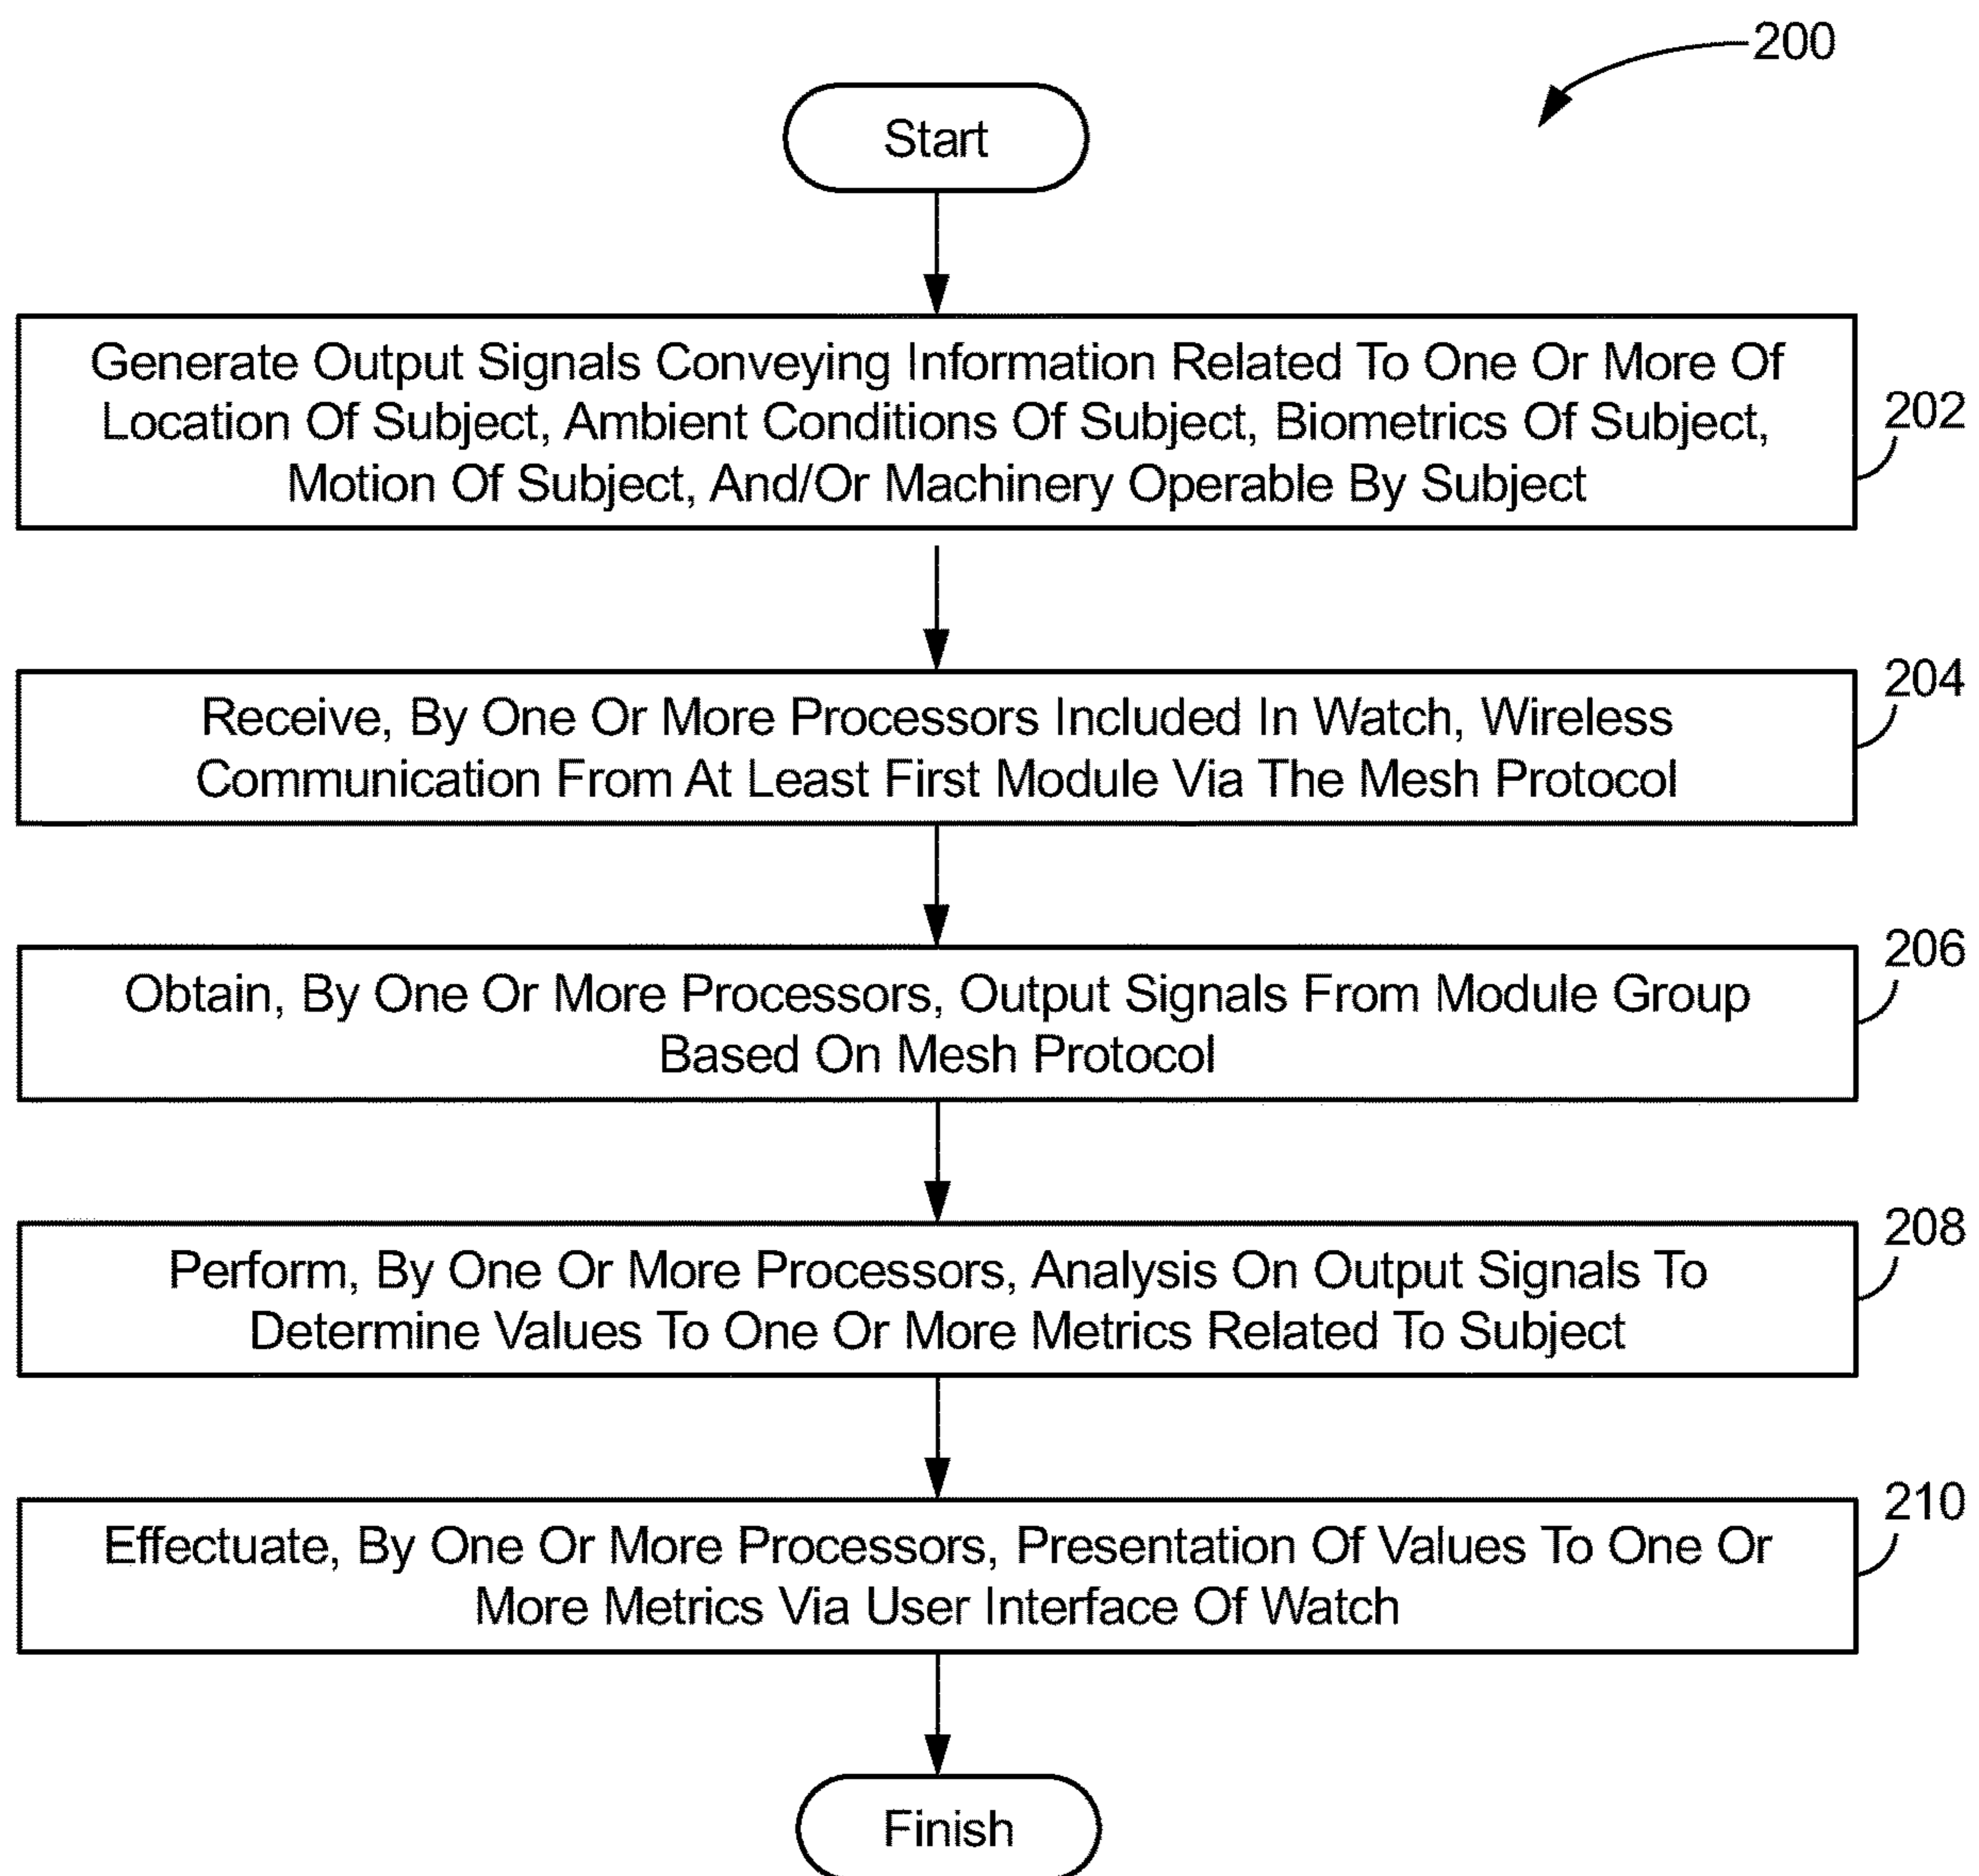 200
Start
Generate Output Signals Conveying Information Related To One Or More Of
Location Of Subject, Ambient Conditions Of Subject, Biometrics Of Subject,
Motion Of Subject, And/Or Machinery Operable By Subject
202
Receive, By One Or More Processors Included In Watch, Wireless
Communication From At Least First Module Via The Mesh Protocol
204
Obtain, By One Or More Processors, Output Signals From Module Group
Based On Mesh Protocol
206
Perform, By One Or More Processors, Analysis On Output Signals To
Determine Values To One Or More Metrics Related To Subject
208
Effectuate, By One Or More Processors, Presentation Of Values To One Or
More Metrics Via User Interface Of Watch
210
Finish